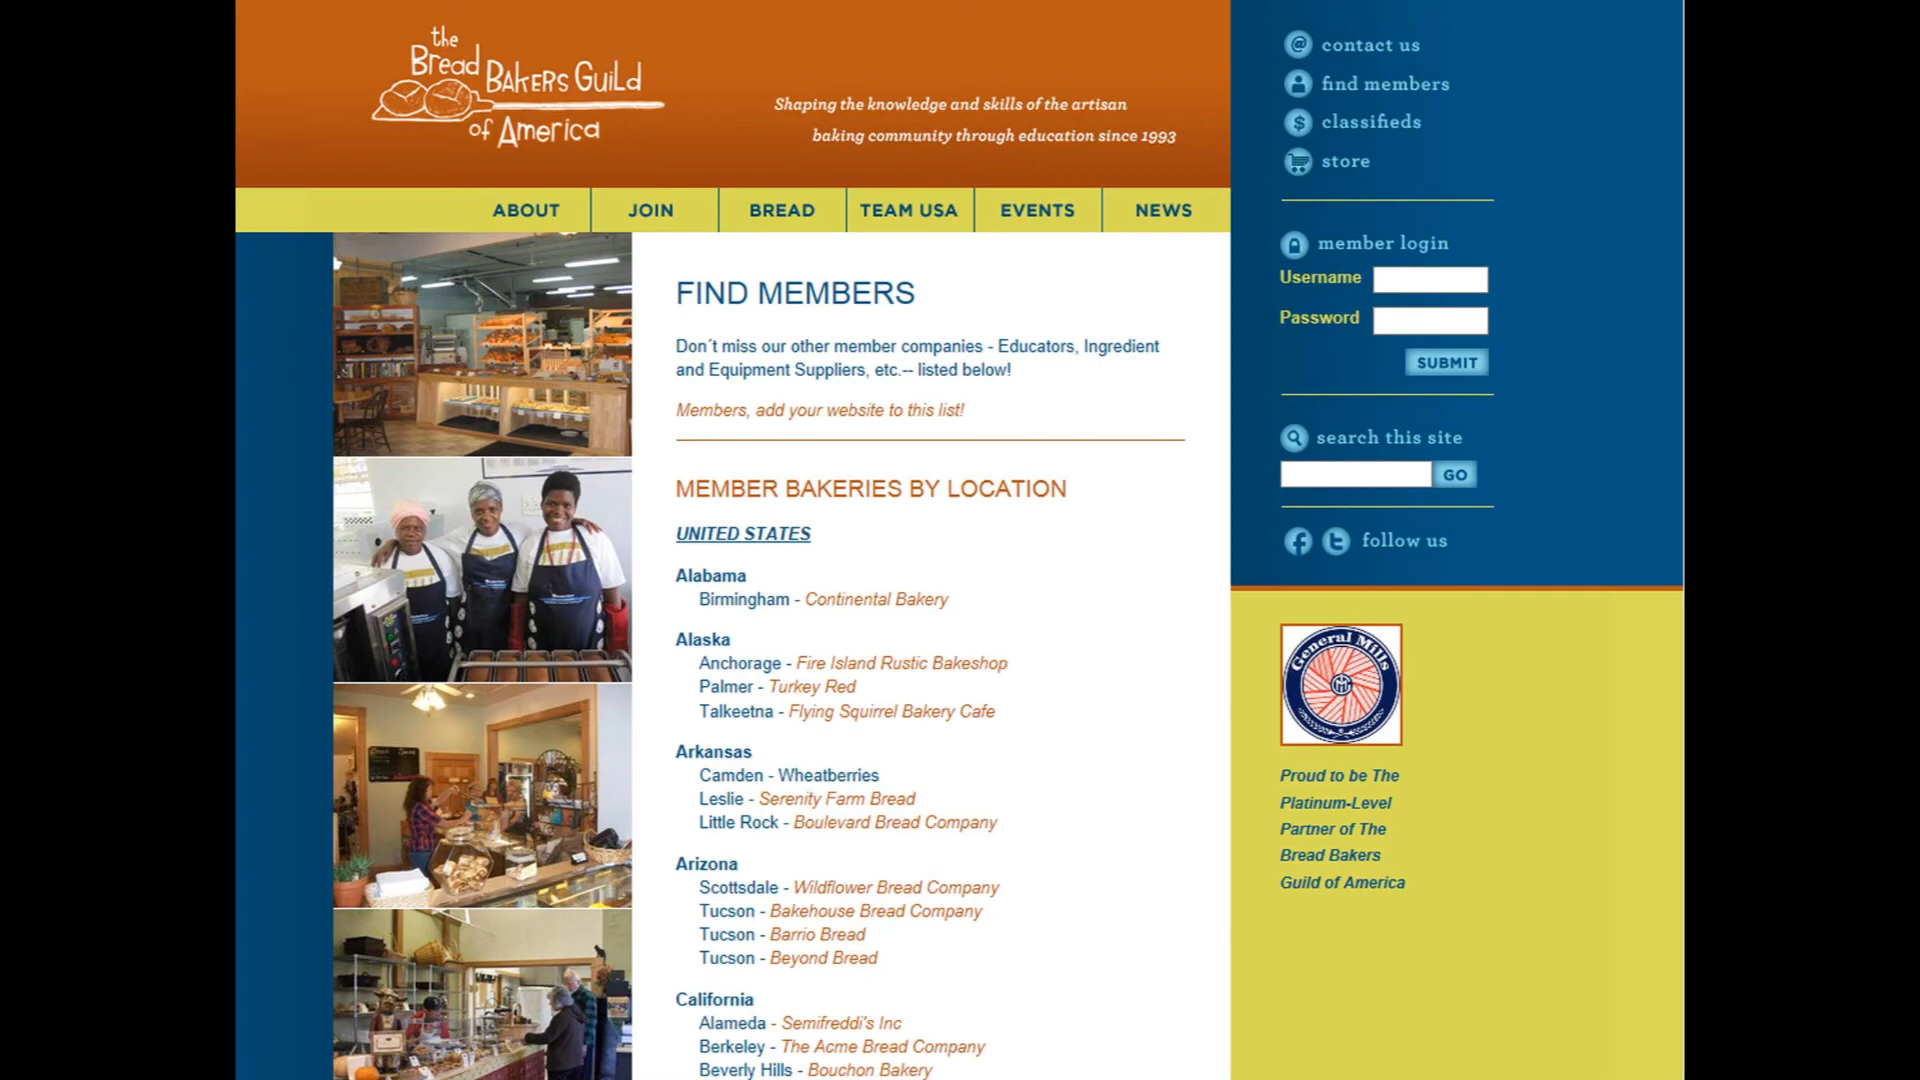 the
Bread BAKERS GUILD
of America
Shaping the knowledge and skills of the artisan
baking community through education since 1993
ABOUT
JOIN
BREAD
TEAM USA
EVENTS
NEWS
FIND MEMBERS
Don´t miss our other member companies - Educators, Ingredient
and Equipment Suppliers, etc.-- listed below!
Members, add your website to this list!
MEMBER BAKERIES BY LOCATION
UNITED STATES
Alabama
Birmingham - Continental Bakery
Alaska
Anchorage - Fire Island Rustic Bakeshop
Palmer - Turkey Red
Talkeetna - Flying Squirrel Bakery Cafe
Arkansas
Camden - Wheatberries
Leslie - Serenity Farm Bread
Little Rock - Boulevard Bread Company
Arizona
Scottsdale - Wildflower Bread Company
Tucson - Bakehouse Bread Company
Tucson - Barrio Bread
Tucson - Beyond Bread
California
Alameda - Semifreddi's Inc
Berkeley - The Acme Bread Company
Beverly Hills - Bouchon Bakery
contact us
find members
classifieds
store
member login
Username
Password
SUBMIT
search this site
GO
follow us
General Mills
Proud to be The
Platinum-Level
Partner of The
Bread Bakers
Guild of America